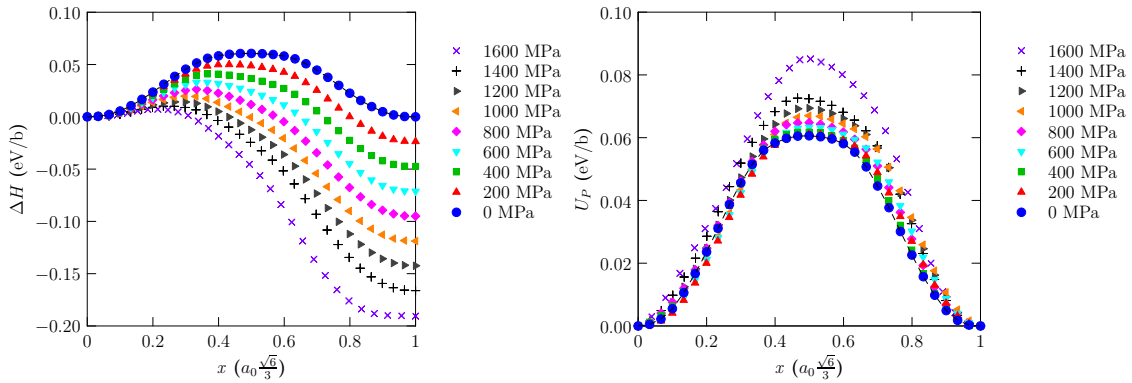 0.10
0.05
0.00
−0.05
−0.10
−0.15
−0.20
ΔH (eV/b)
0 0.2 0.4 0.6 0.8 1
x (a₀ √6/3)
1600 MPa
1400 MPa
1200 MPa
1000 MPa
800 MPa
600 MPa
400 MPa
200 MPa
0 MPa
0.10
0.08
0.06
0.04
0.02
0.00
U_P (eV/b)
0 0.2 0.4 0.6 0.8 1
x (a₀ √6/3)
1600 MPa
1400 MPa
1200 MPa
1000 MPa
800 MPa
600 MPa
400 MPa
200 MPa
0 MPa